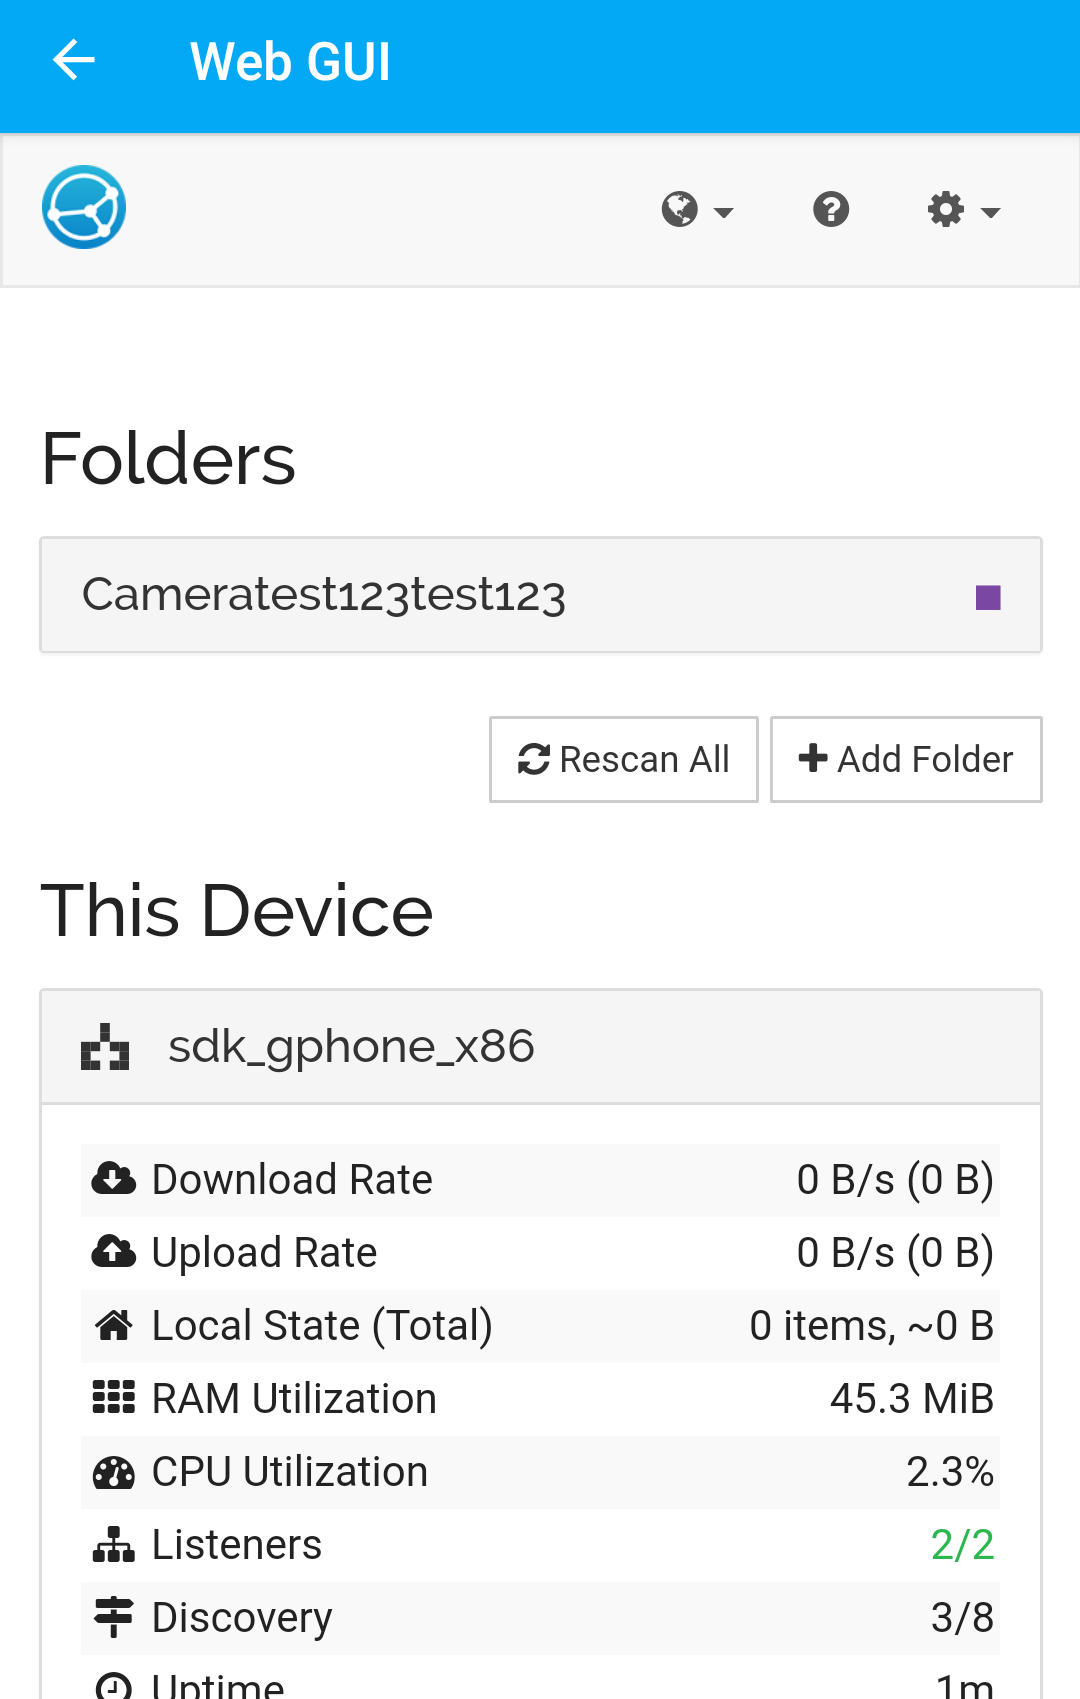 Web GUI
Folders
Cameratest123test123
Rescan All
Add Folder
This Device
sdk_gphone_x86
Download Rate 0 B/s (0 B)
Upload Rate 0 B/s (0 B)
Local State (Total) 0 items, ~0 B
RAM Utilization 45.3 MiB
CPU Utilization 2.3%
Listeners 2/2
Discovery 3/8
Uptime 1m